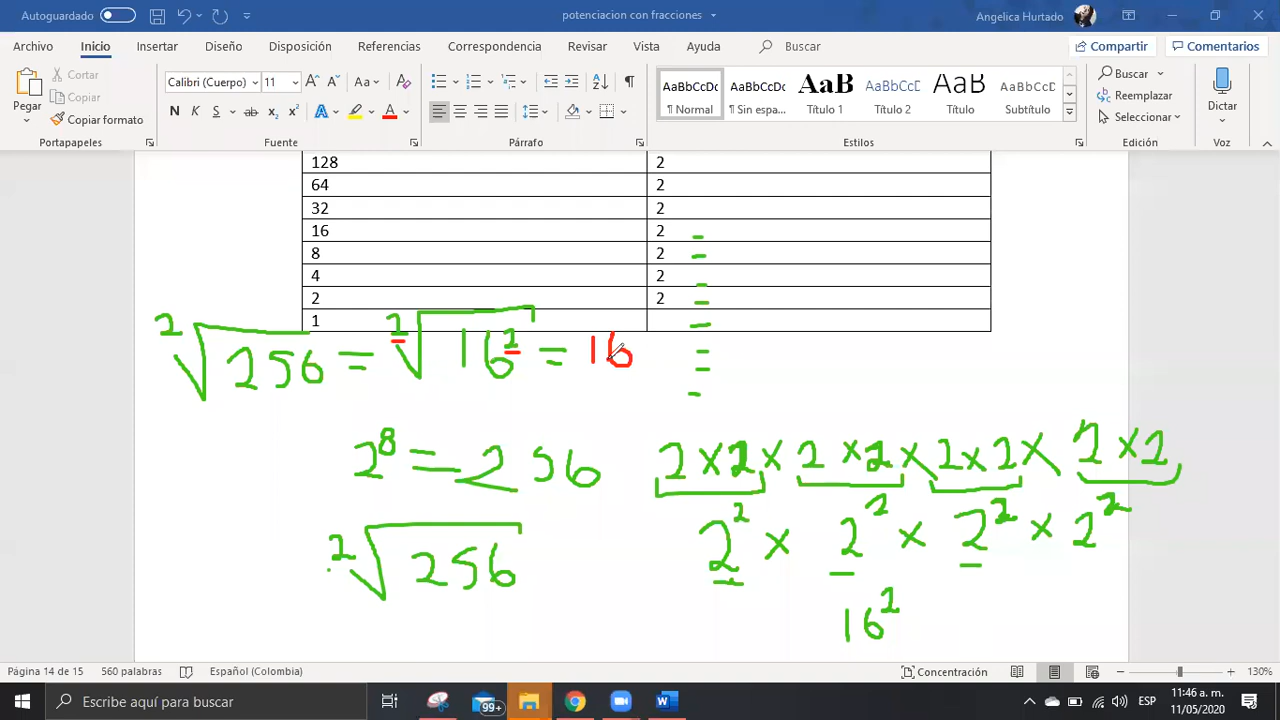 Autoguardado
potenciacion con fracciones
Angelica Hurtado
Archivo Inicio Insertar Diseño Disposición Referencias Correspondencia Revisar Vista Ayuda Buscar Compartir Comentarios
Pegar
Cortar
Copiar
Copiar formato
Calibri (Cuerpo) 11
N K S ab x₂ x²
AaBbCcDc AaBbCcDc AaB AaBbCcD AaB AaBbCcD
¶ Normal ¶ Sin espa... Título 1 Título 2 Título Subtítulo
Buscar
Reemplazar
Seleccionar
Dictar
Portapapeles Fuente Párrafo Estilos Edición Voz
128 2
64 2
32 2
16 2
8 2
4 2
2 2
1
²√256 = ²√16² = 16
2⁸ = 256 2×2×2×2×2×2×2×2
2² × 2² × 2² × 2²
²√256
16²
Página 14 de 15 560 palabras Español (Colombia) Concentración 130%
Escribe aquí para buscar
99+
ESP
11:46 a. m.
11/05/2020